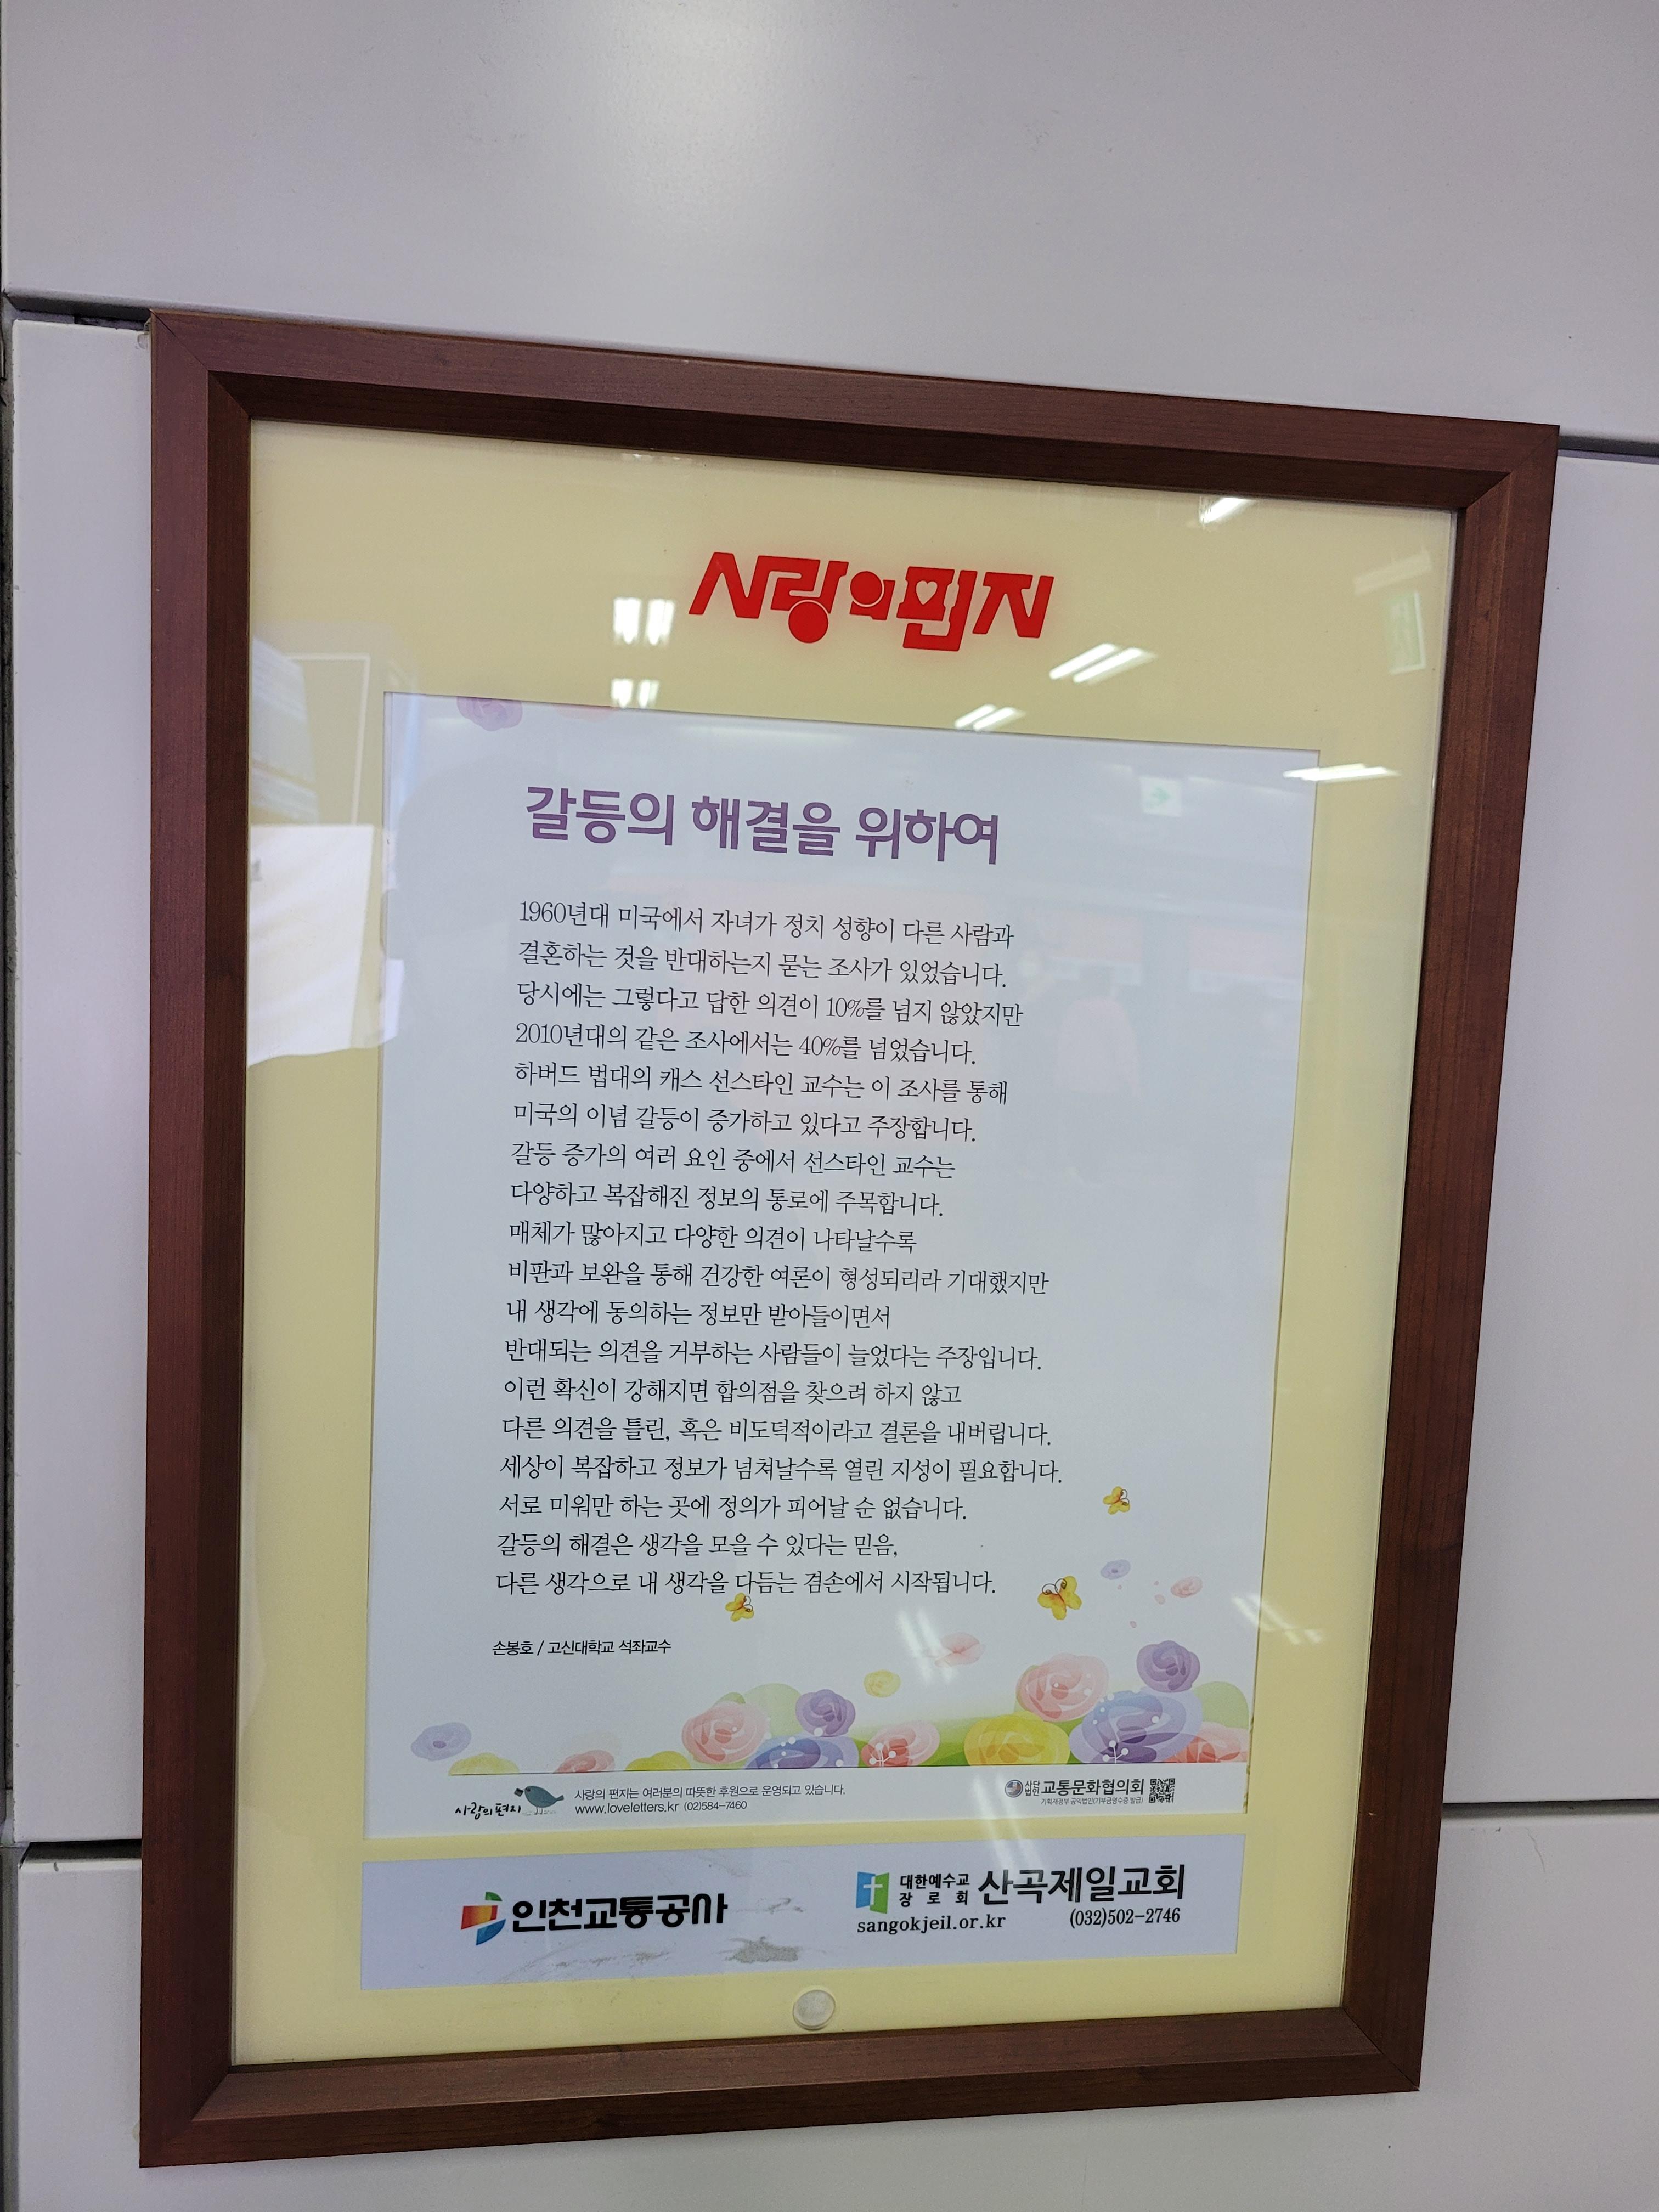 사랑의 편지
갈등의 해결을 위하여
1960년대 미국에서 자녀가 정치 성향이 다른 사람과
결혼하는 것을 반대하는지 묻는 조사가 있었습니다.
당시에는 그렇다고 답한 의견이 10%를 넘지 않았지만
2010년대의 같은 조사에서는 40%를 넘었습니다.
하버드 법대의 캐스 선스타인 교수는 이 조사를 통해
미국의 이념 갈등이 증가하고 있다고 주장합니다.
갈등 증가의 여러 요인 중에서 선스타인 교수는
다양하고 복잡해진 정보의 통로에 주목합니다.
매체가 많아지고 다양한 의견이 나타날수록
비판과 보완을 통해 건강한 여론이 형성되리라 기대했지만
내 생각에 동의하는 정보만 받아들이면서
반대되는 의견을 거부하는 사람들이 늘었다는 주장입니다.
이런 확신이 강해지면 합의점을 찾으려 하지 않고
다른 의견을 틀린, 혹은 비도덕적이라고 결론을 내버립니다.
세상이 복잡하고 정보가 넘쳐날수록 열린 지성이 필요합니다.
서로 미워만 하는 곳에 정의가 피어날 순 없습니다.
갈등의 해결은 생각을 모을 수 있다는 믿음,
다른 생각으로 내 생각을 다듬는 겸손에서 시작됩니다.
손봉호 / 고신대학교 석좌교수
사랑의 편지
사랑의 편지는 여러분의 따뜻한 후원으로 운영되고 있습니다.
www.loveletters.kr (02)584-7460
사단법인 교통문화협의회
기획재정부 공익법인(기부금영수증 발급)
인천교통공사
대한예수교
장로회 산곡제일교회
sangokjeil.or.kr (032)502-2746